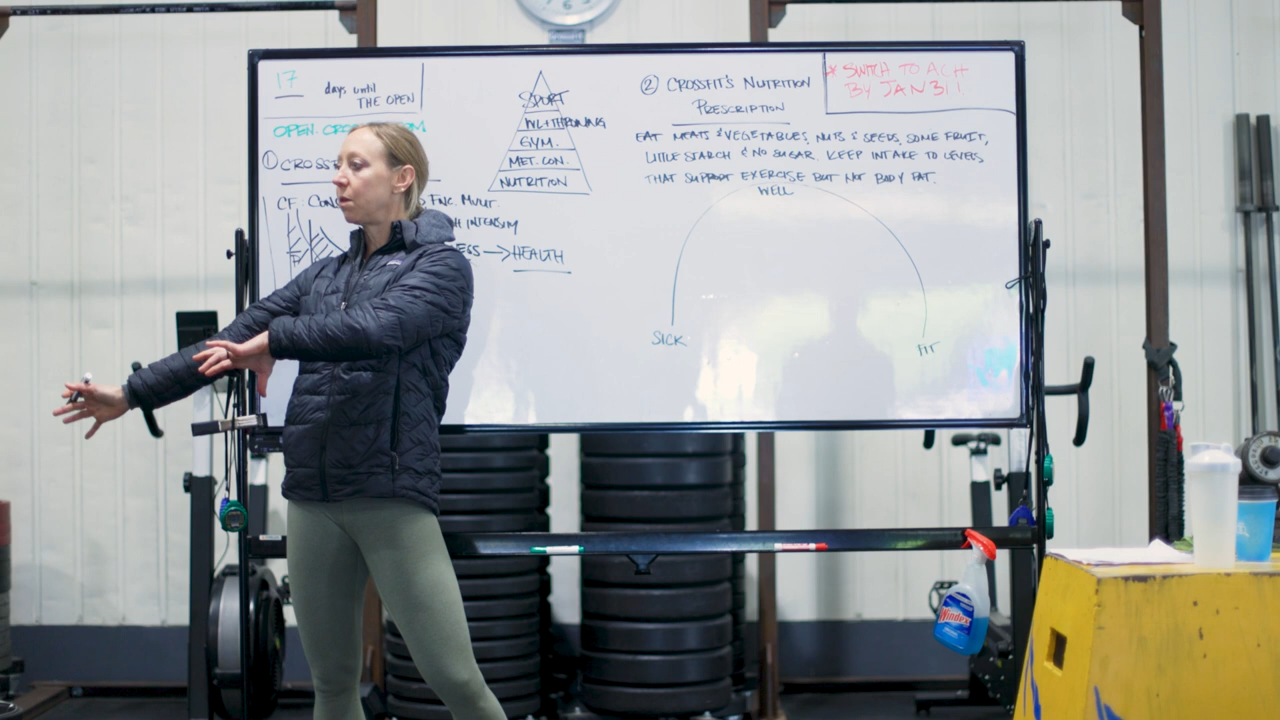 17
days until
THE OPEN
OPEN.
① CROSSF
CF:
FNC. MVMT.
INTENSITY
→ HEALTH
SPORT
WL + THROWING
GYM.
MET. CON.
NUTRITION
② CROSSFIT'S NUTRITION
PRESCRIPTION
EAT MEATS & VEGETABLES, NUTS & SEEDS, SOME FRUIT,
LITTLE STARCH & NO SUGAR. KEEP INTAKE TO LEVELS
THAT SUPPORT EXERCISE BUT NOT BODY FAT.
WELL
SICK
FIT
* SWITCH TO ACH
BY JAN 31!
Windex